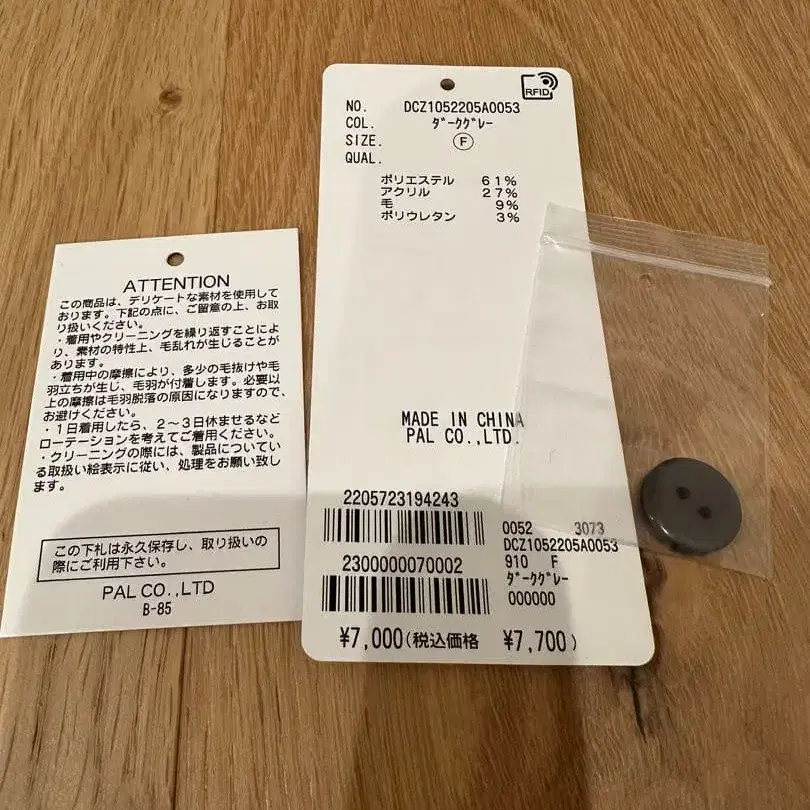 ATTENTION
この商品は、デリケートな素材を使用して
おります。下記の点に、ご留意の上、お取
り扱いください。
・着用やクリーニングを繰り返すことによ
り、素材の特性上、毛乱れが生じることが
あります。
・着用中の摩擦により、多少の毛抜けや毛
羽立ちが生じ、毛羽が付着します。必要以
上の摩擦は毛羽脱落の原因になりますので、
お避けください。
・1日着用したら、2～3日休ませるなど
ローテーションを考えてご着用ください。
・クリーニングの際には、製品についてい
る取扱い絵表示に従い、処理をお願い致し
ます。
この下札は永久保存し、取り扱いの
際にご利用下さい。
PAL CO.,LTD
B-85
RFID
NO. DCZ1052205A0053
COL. ﾀﾞｰｸｸﾞﾚｰ
SIZE. Ⓕ
QUAL.
ポリエステル 61%
アクリル 27%
毛 9%
ポリウレタン 3%
MADE IN CHINA
PAL CO.,LTD.
2205723194243
2300000070002
0052 3073
DCZ1052205A0053
910 F
ﾀﾞｰｸｸﾞﾚｰ
000000
¥7,000(税込価格 ¥7,700)